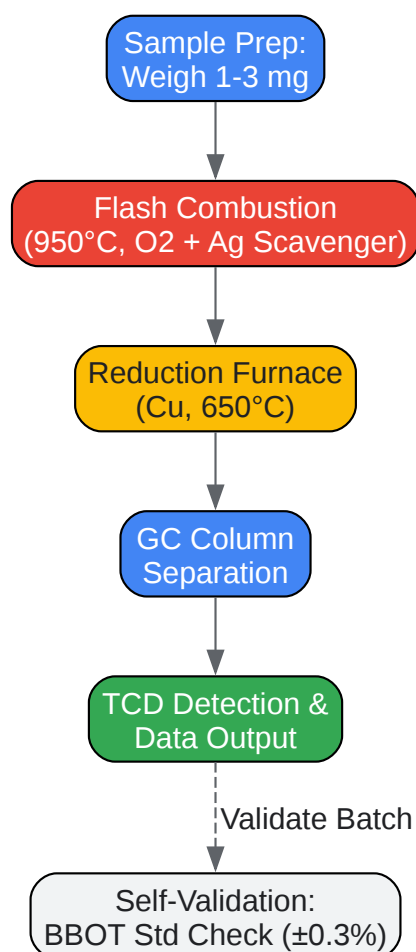 Sample Prep:
Weigh 1-3 mg
Flash Combustion
(950°C, O2 + Ag Scavenger)
Reduction Furnace
(Cu, 650°C)
GC Column
Separation
TCD Detection &
Data Output
Validate Batch
Self-Validation:
BBOT Std Check (±0.3%)